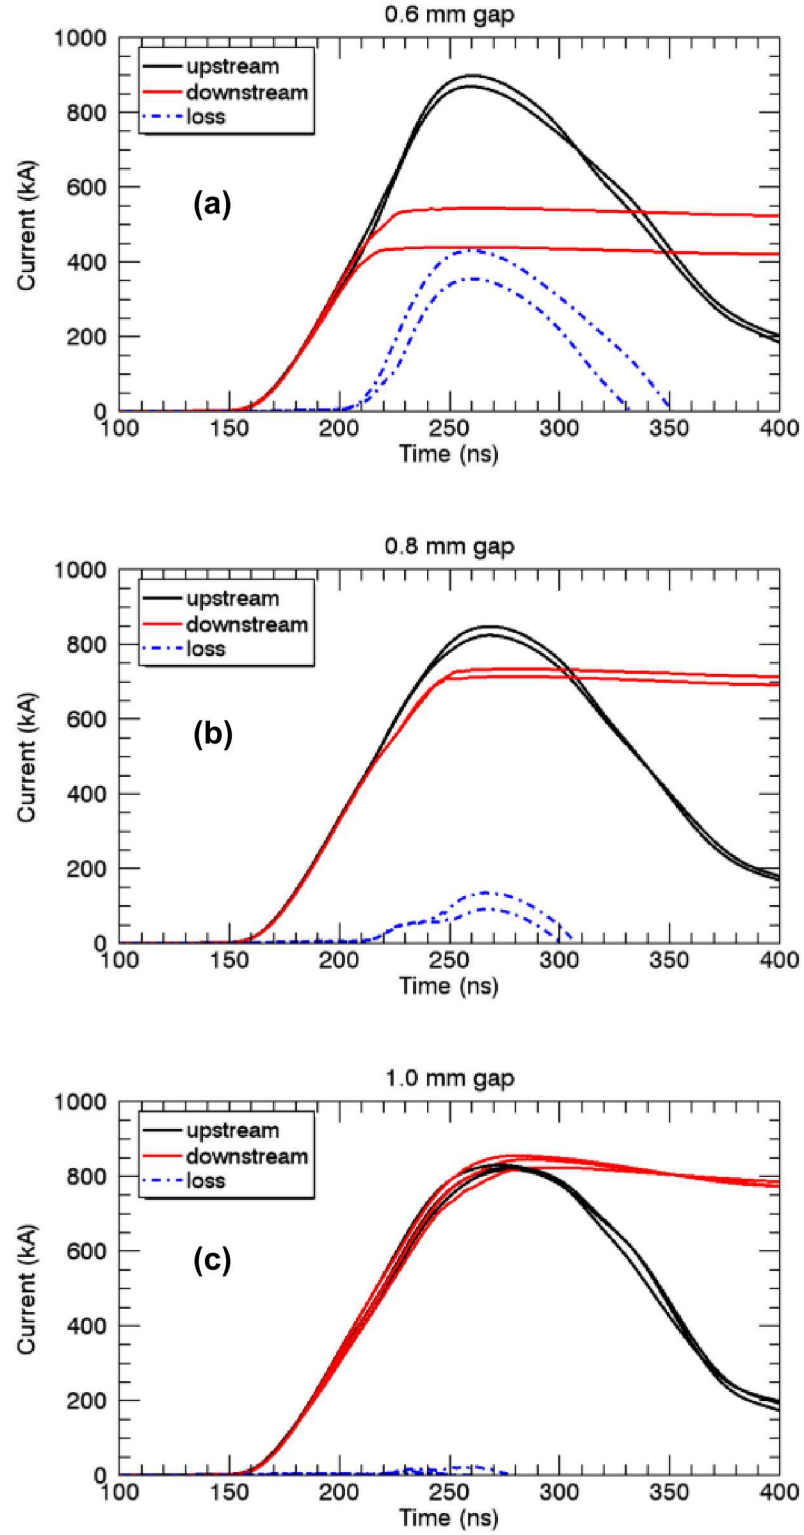 0.6 mm gap
1000
800
600
400
200
0
Current (kA)
upstream
downstream
loss
(a)
100 150 200 250 300 350 400
Time (ns)
0.8 mm gap
1000
800
600
400
200
0
Current (kA)
upstream
downstream
loss
(b)
100 150 200 250 300 350 400
Time (ns)
1.0 mm gap
1000
800
600
400
200
0
Current (kA)
upstream
downstream
loss
(c)
100 150 200 250 300 350 400
Time (ns)